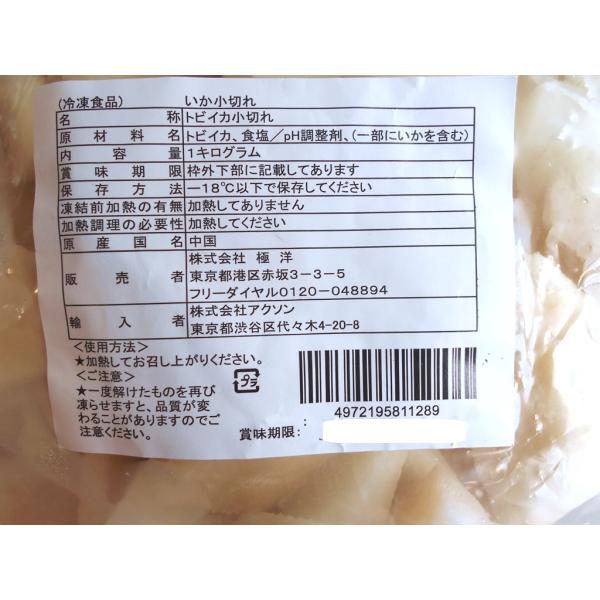 (冷凍食品) いか小切れ
名称 トビイカ小切れ
原材料名 トビイカ、食塩／pH調整剤、(一部にいかを含む)
内容量 1キログラム
賞味期限 枠外下部に記載してあります
保存方法 －18℃以下で保存してください
凍結前加熱の有無 加熱してありません
加熱調理の必要性 加熱してください
原産国名 中国
販売者 株式会社 極洋
東京都港区赤坂3－3－5
フリーダイヤル0120－048894
輸入者 株式会社アクソン
東京都渋谷区代々木4-20-8
＜使用方法＞
★加熱してお召し上がりください。
＜ご注意＞
★一度解けたものを再び
凍らせますと、品質が変
わることがありますのでご
注意ください。
プラ
4972195811289
賞味期限：